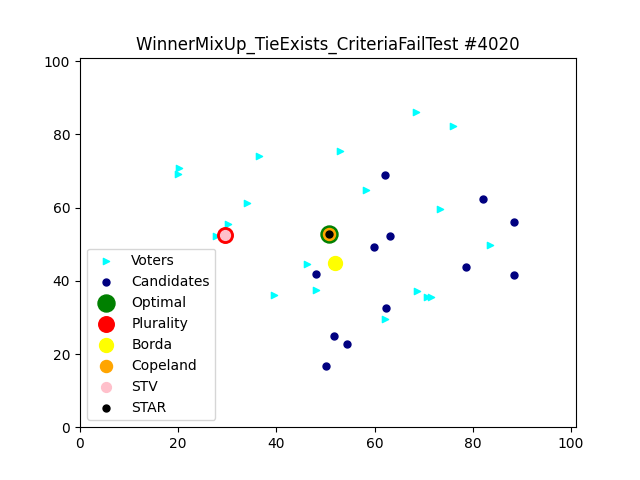 WinnerMixUp_TieExists_CriteriaFailTest #4020
100
80
60
40
20
0
Voters
Candidates
Optimal
Plurality
Borda
Copeland
STV
STAR
0 20 40 60 80 100